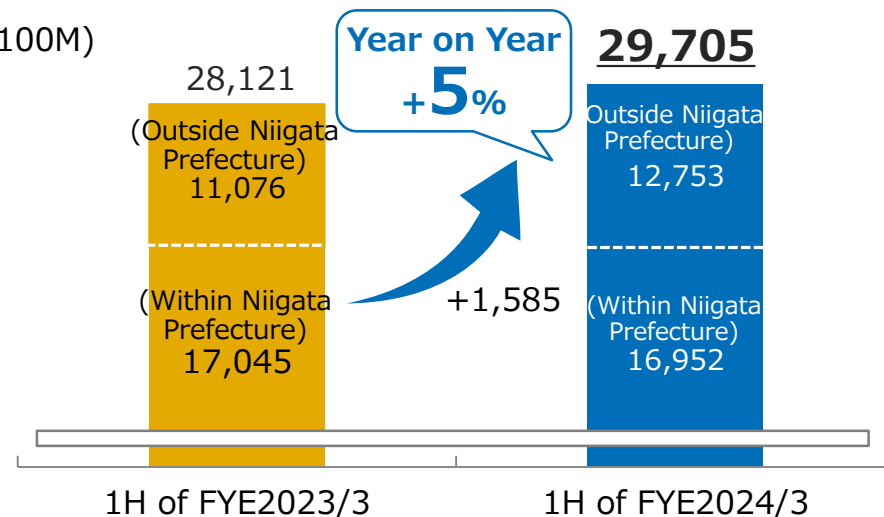 100M)
Year on Year
+5%
28,121
29,705
(Outside Niigata
Prefecture)
11,076
Outside Niigata
Prefecture)
12,753
(Within Niigata
Prefecture)
17,045
+1,585
(Within Niigata
Prefecture)
16,952
1H of FYE2023/3
1H of FYE2024/3